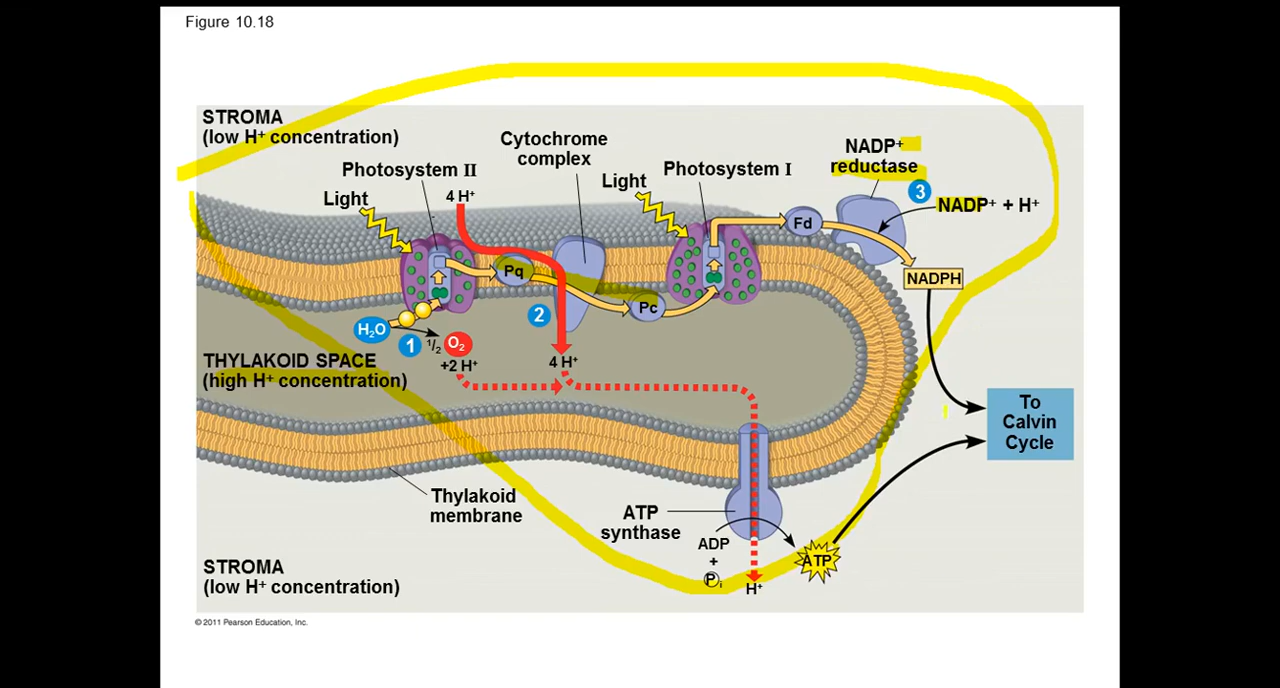 Figure 10.18
STROMA
(low H⁺ concentration)
Cytochrome
complex
NADP⁺
reductase
Photosystem II
Photosystem I
Light
4 H⁺
Light
3
NADP⁺ + H⁺
Fd
Pq
NADPH
Pc
2
H₂O
1
1/2
O₂
THYLAKOID SPACE
(high H⁺ concentration)
+2 H⁺
4 H⁺
To
Calvin
Cycle
Thylakoid
membrane
ATP
synthase
ADP
+
Pᵢ
ATP
H⁺
STROMA
(low H⁺ concentration)
© 2011 Pearson Education, Inc.